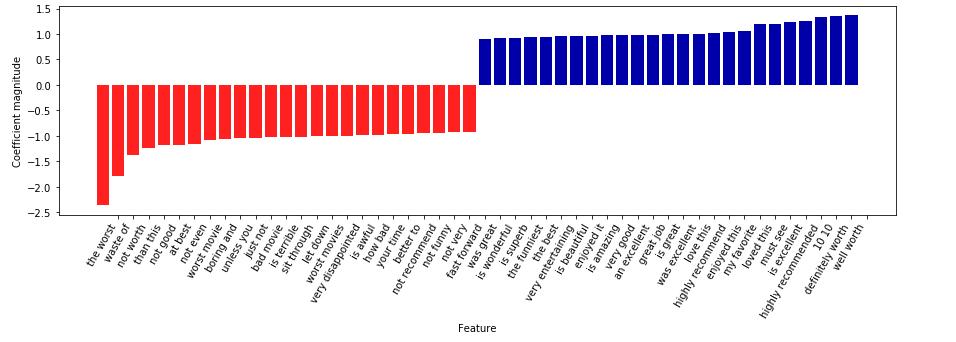 1.5
1.0
0.5
0.0
−0.5
−1.0
−1.5
−2.0
−2.5
Coefficient magnitude
the worst
waste of
not worth
than this
not good
at best
not even
worst movie
boring and
unless you
just not
bad movie
is terrible
sit through
let down
worst movies
very disappointed
is awful
how bad
your time
better to
not recommend
not funny
not very
fast forward
was great
is wonderful
is superb
the funniest
the best
very entertaining
is beautiful
enjoyed it
is amazing
very good
an excellent
great job
is great
was excellent
love this
highly recommend
enjoyed this
my favorite
loved this
must see
is excellent
highly recommended
10 10
definitely worth
well worth
Feature